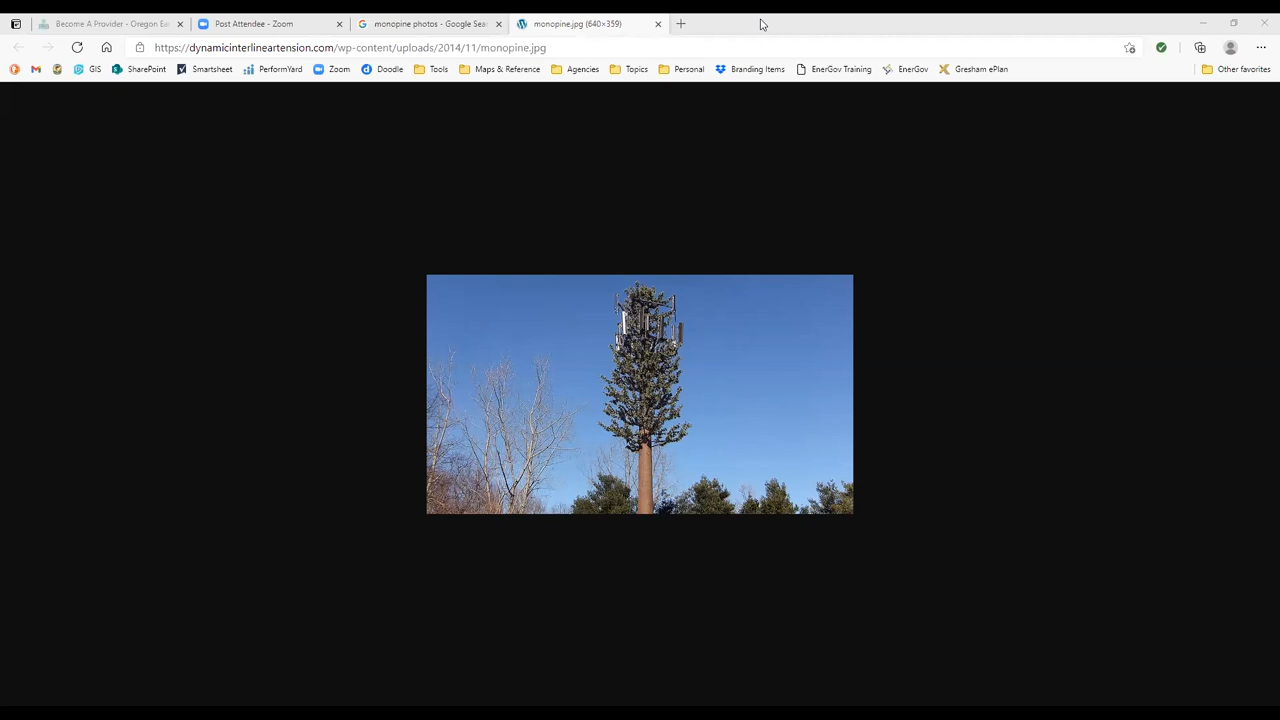 Become A Provider - Oregon Ea
Post Attendee - Zoom
monopine photos - Google Sea
monopine.jpg (640×359)
https://dynamicinterlineartension.com/wp-content/uploads/2014/11/monopine.jpg
GIS
SharePoint
Smartsheet
PerformYard
Zoom
Doodle
Tools
Maps & Reference
Agencies
Topics
Personal
Branding Items
EnerGov Training
EnerGov
Gresham ePlan
Other favorites